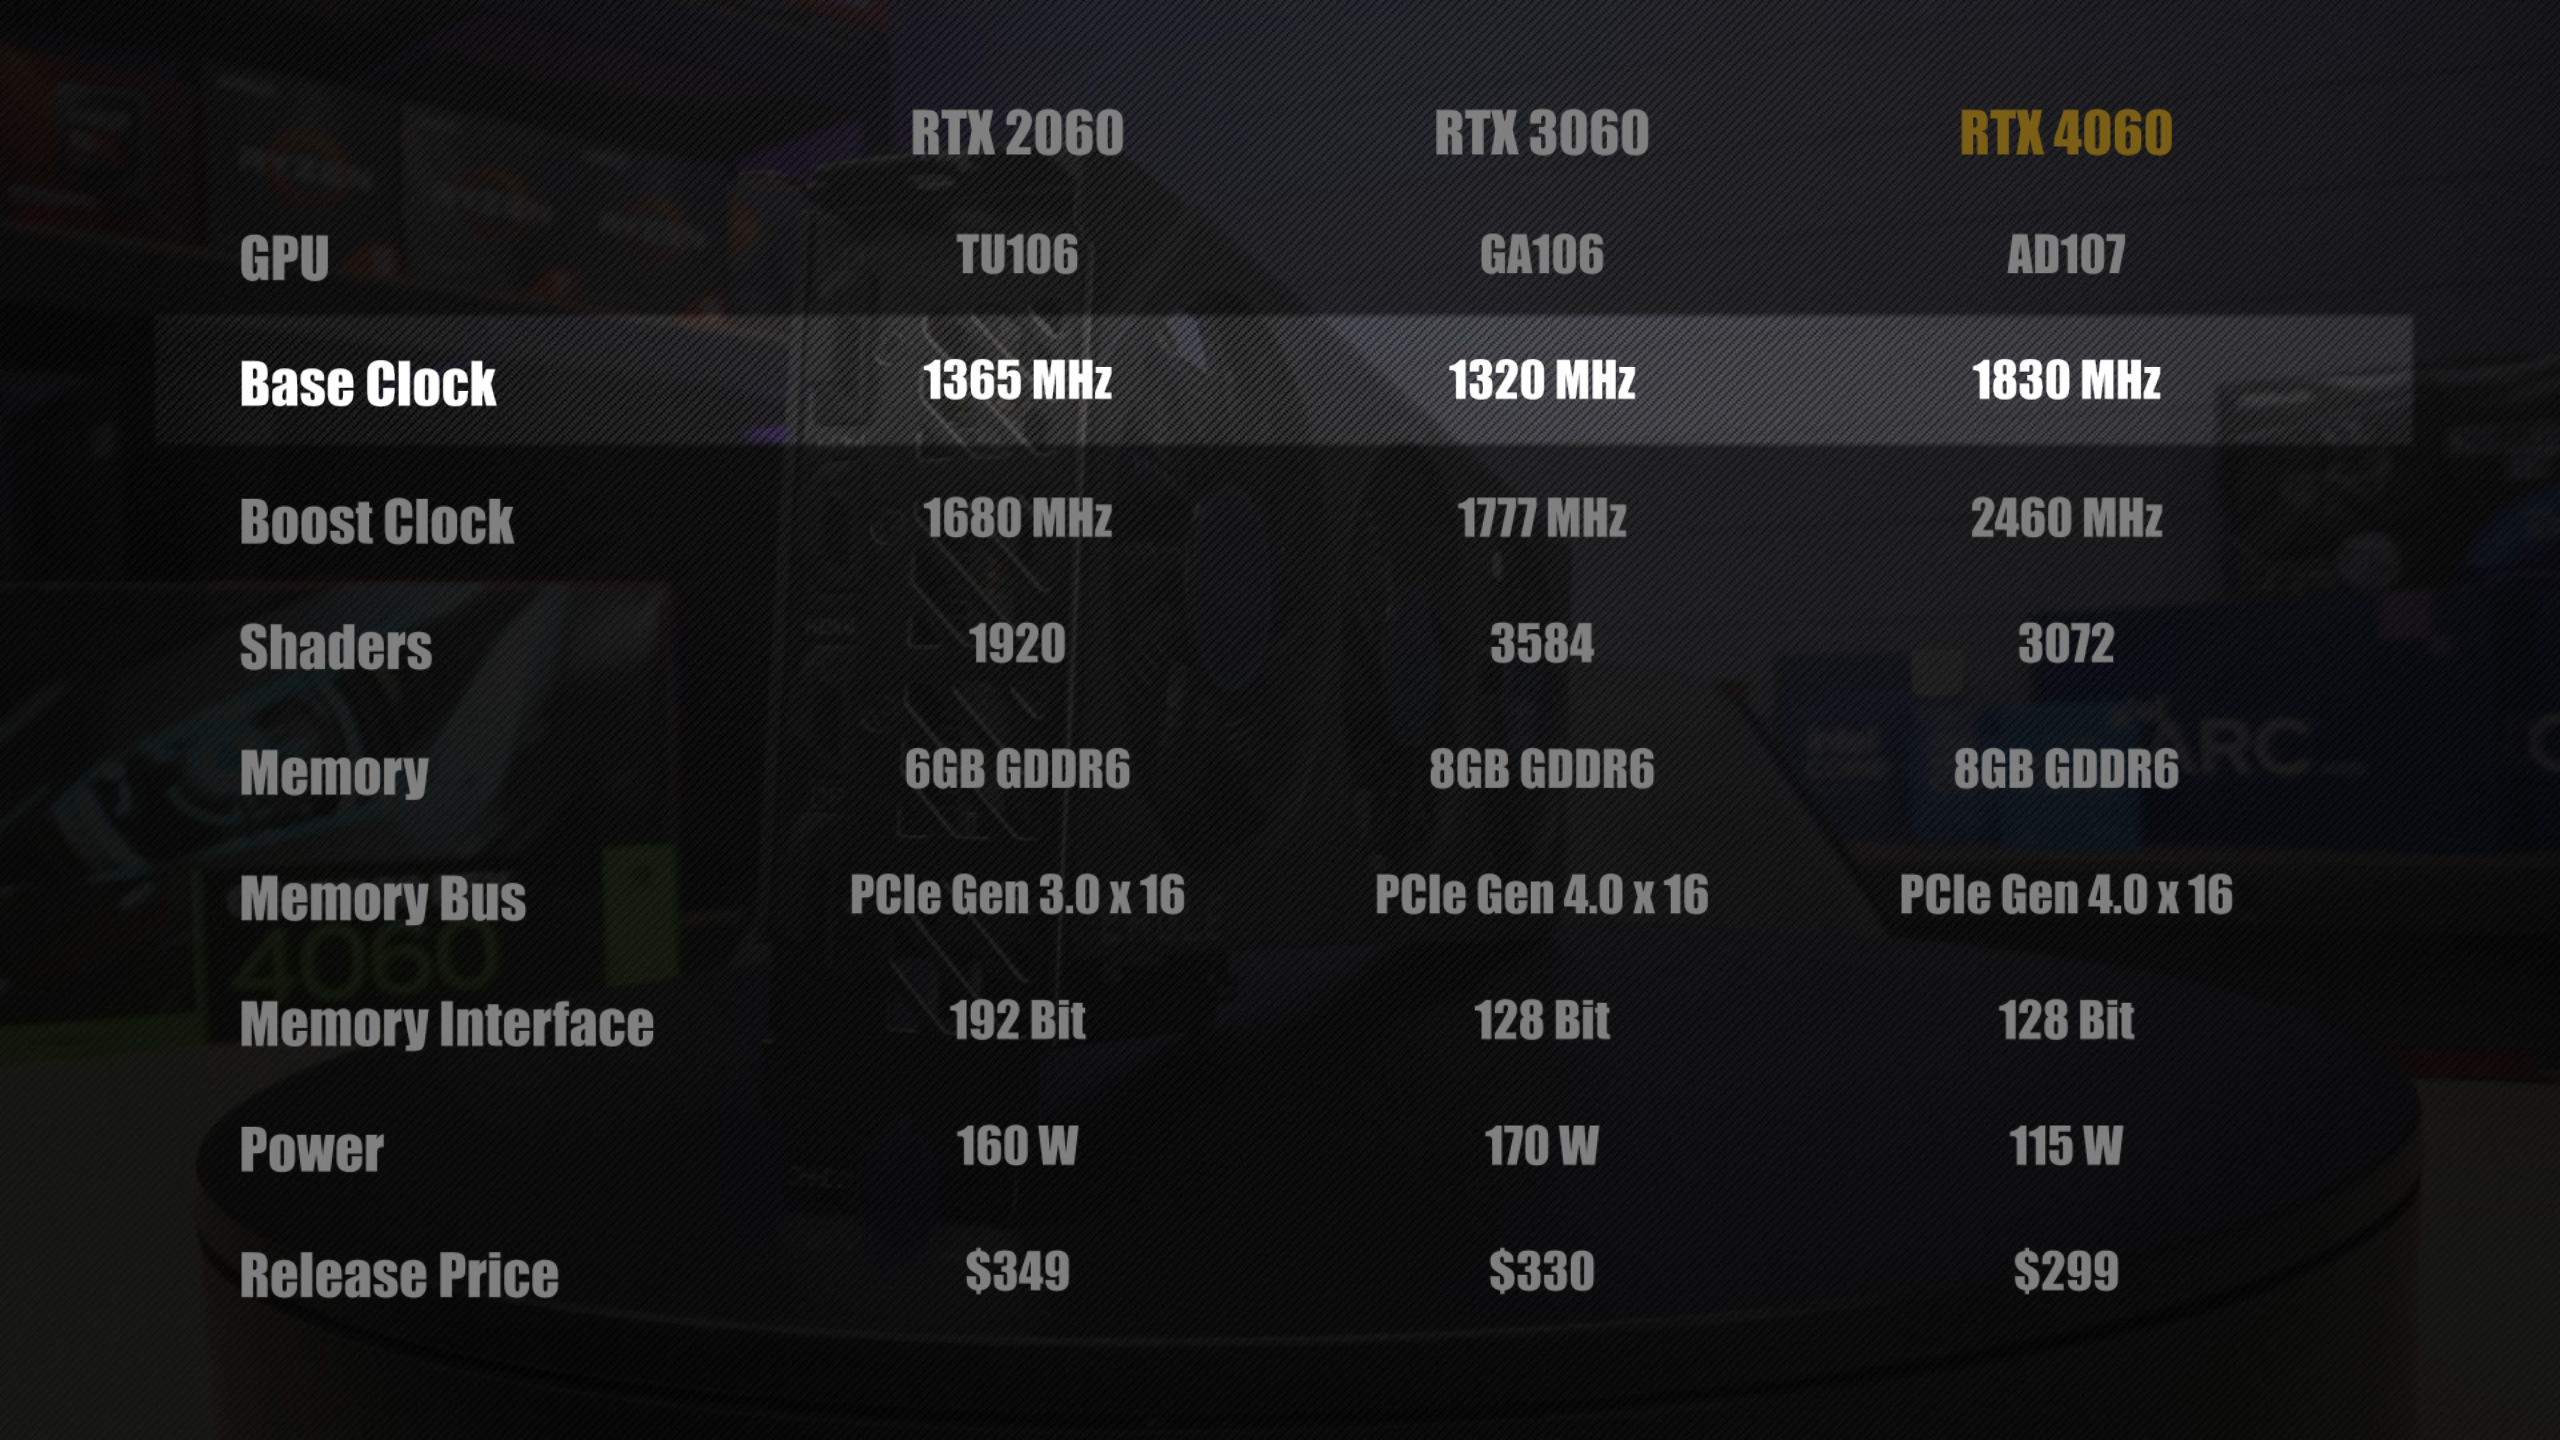 RTX 2060 RTX 3060 RTX 4060
GPU TU106 GA106 AD107
Base Clock 1365 MHz 1320 MHz 1830 MHz
Boost Clock 1680 MHz 1777 MHz 2460 MHz
Shaders 1920 3584 3072
Memory 6GB GDDR6 8GB GDDR6 8GB GDDR6
ARC
Memory Bus PCIe Gen 3.0 x 16 PCIe Gen 4.0 x 16 PCIe Gen 4.0 x 16
4060
Memory Interface 192 Bit 128 Bit 128 Bit
Power 160 W 170 W 115 W
Release Price $349 $330 $299